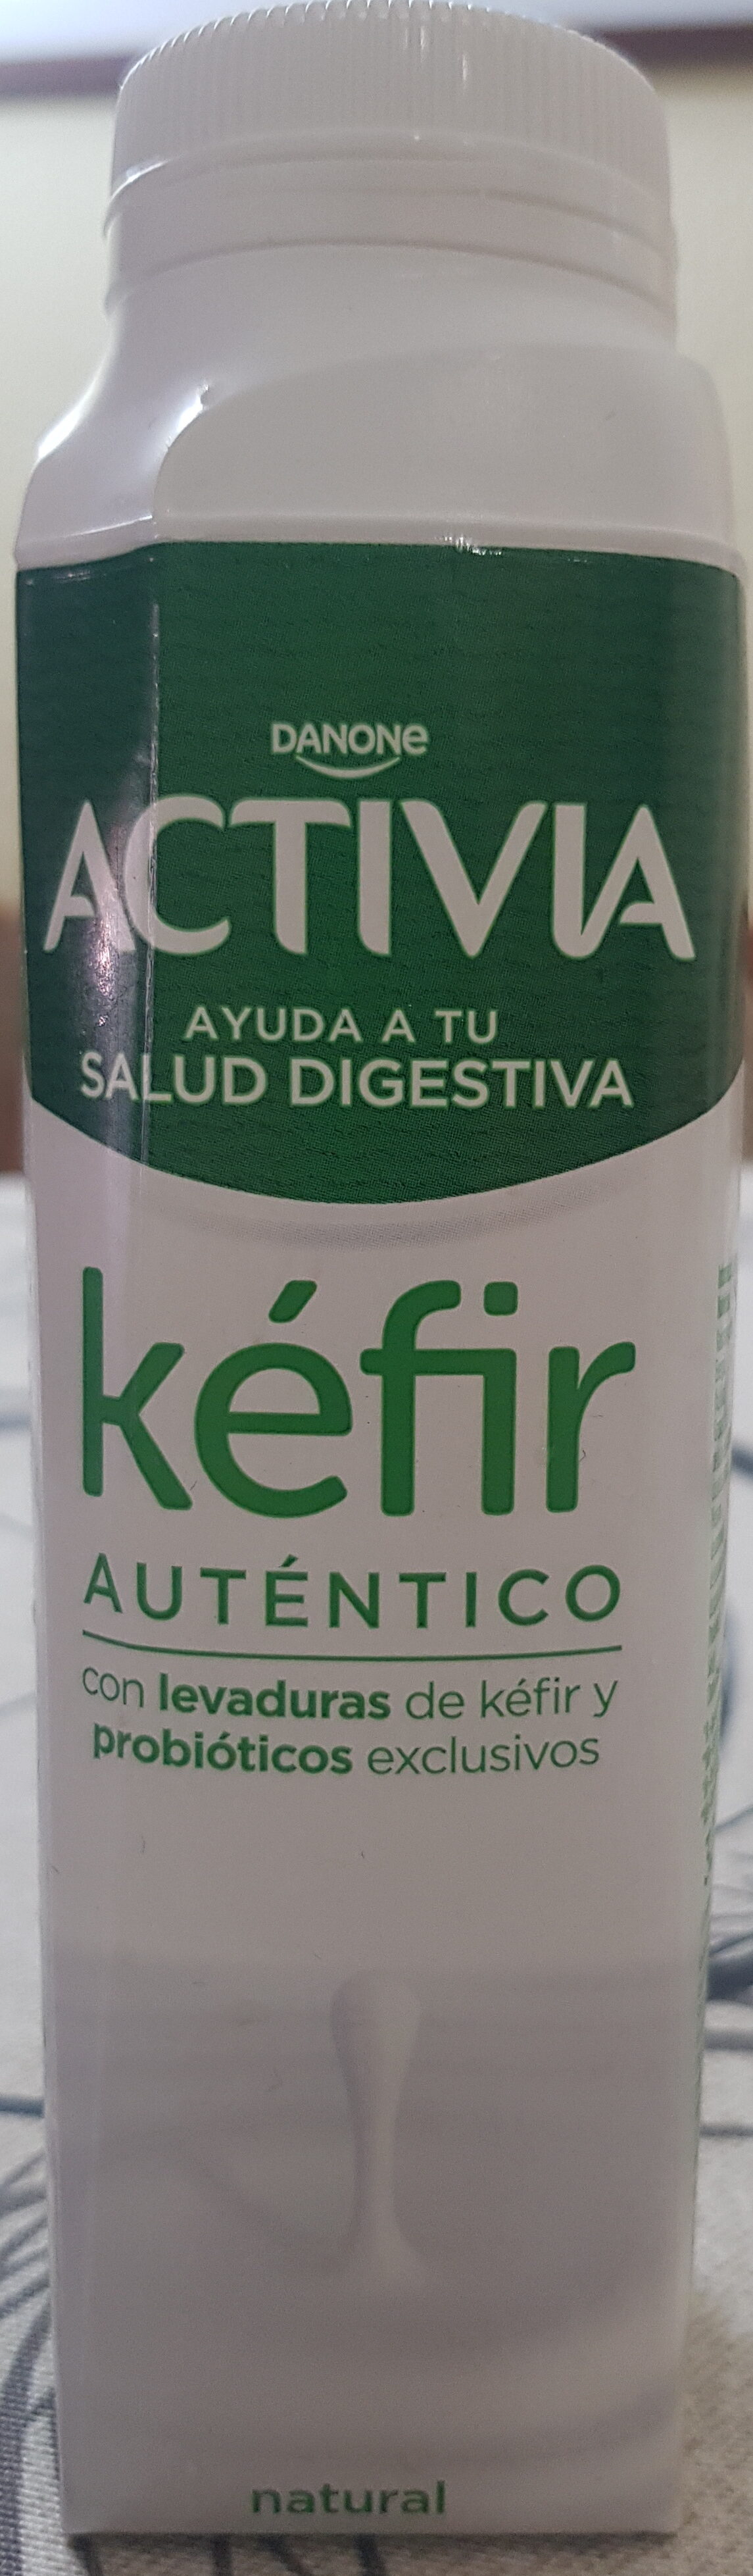 DANONE
ACTIVIA
AYUDA A TU
SALUD DIGESTIVA
kéfir
AUTÉNTICO
con levaduras de kéfir y
probióticos exclusivos
natural